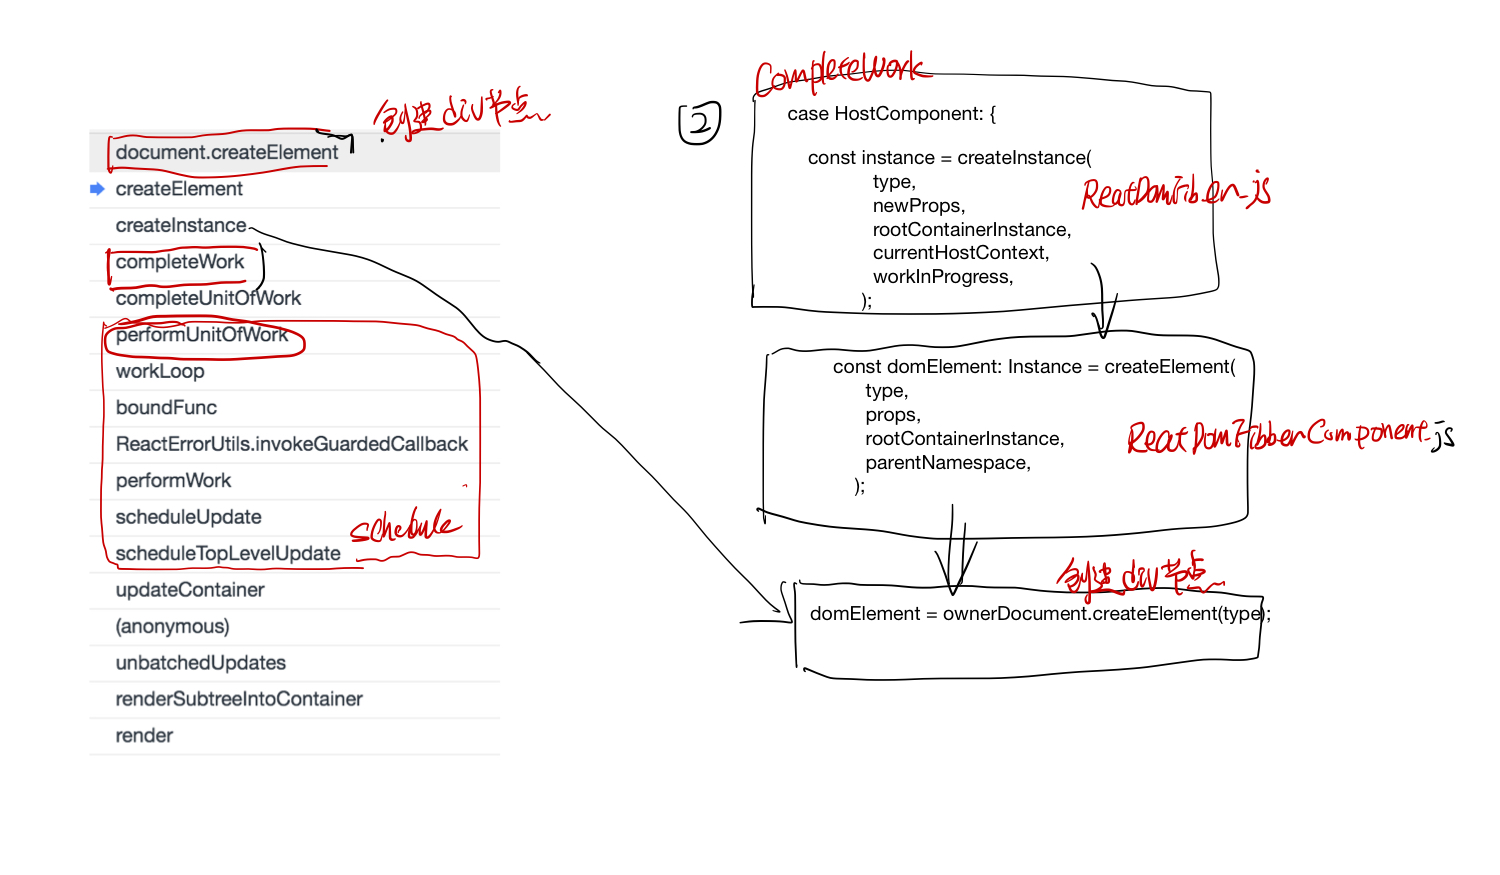 创建div节点
document.createElement
createElement
createInstance
completeWork
completeUnitOfWork
performUnitOfWork
workLoop
boundFunc
ReactErrorUtils.invokeGuardedCallback
performWork
scheduleUpdate
schedule
scheduleTopLevelUpdate
updateContainer
(anonymous)
unbatchedUpdates
renderSubtreeIntoContainer
render
2
CompleteWork
case HostComponent: {
const instance = createInstance(
type,
newProps,
rootContainerInstance,
currentHostContext,
workInProgress,
);
ReatDomFiber.js
const domElement: Instance = createElement(
type,
props,
rootContainerInstance,
parentNamespace,
);
ReatDomFibberComponent.js
创建div节点
domElement = ownerDocument.createElement(type);